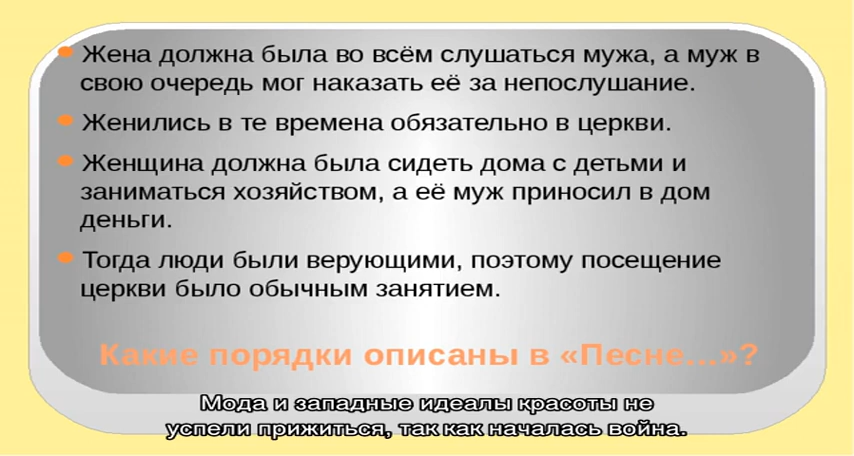 Жена должна была во всём слушаться мужа, а муж в
свою очередь мог наказать её за непослушание.
Женились в те времена обязательно в церкви.
Женщина должна была сидеть дома с детьми и
заниматься хозяйством, а её муж приносил в дом
деньги.
Тогда люди были верующими, поэтому посещение
церкви было обычным занятием.
Какие порядки описаны в «Песне...»?
Мода и западные идеалы красоты не
успели прижиться, так как началась война.